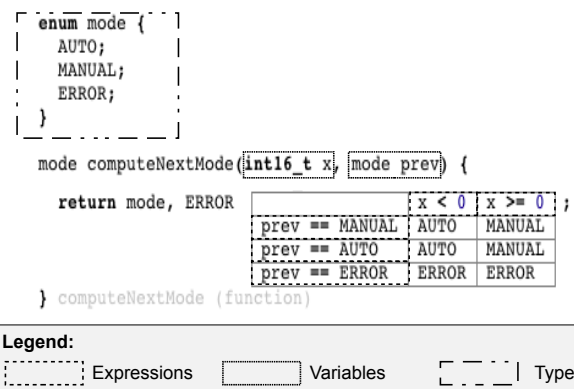 enum mode {
AUTO;
MANUAL;
ERROR;
}
mode computeNextMode(int16_t x, mode prev) {
return mode, ERROR x < 0 x >= 0 ;
prev == MANUAL AUTO MANUAL
prev == AUTO AUTO MANUAL
prev == ERROR ERROR ERROR
} computeNextMode (function)
Legend:
Expressions Variables Type